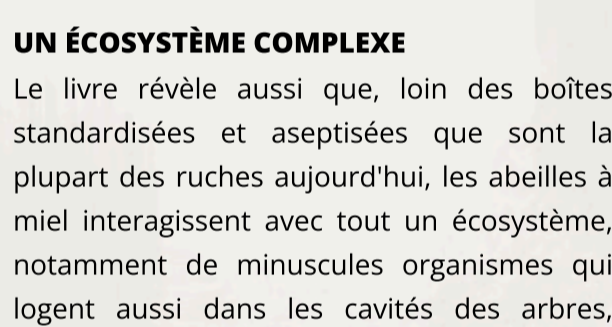 UN ÉCOSYSTÈME COMPLEXE
Le livre révèle aussi que, loin des boîtes
standardisées et aseptisées que sont la
plupart des ruches aujourd'hui, les abeilles à
miel interagissent avec tout un écosystème,
notamment de minuscules organismes qui
logent aussi dans les cavités des arbres,